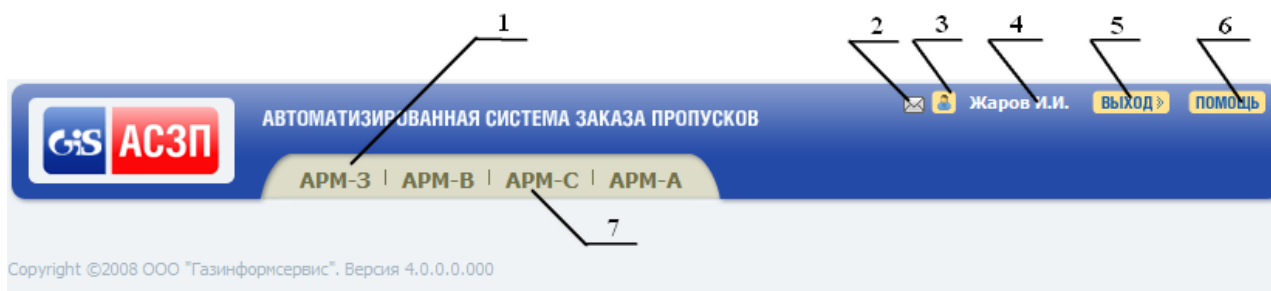 1 2 3 4 5 6
GiS АСЗП
АВТОМАТИЗИРОВАННАЯ СИСТЕМА ЗАКАЗА ПРОПУСКОВ
Жаров И.И. ВЫХОД» ПОМОЩЬ
АРМ-З | АРМ-В | АРМ-С | АРМ-А
7
Copyright ©2008 ООО "Газинформсервис". Версия 4.0.0.0.000